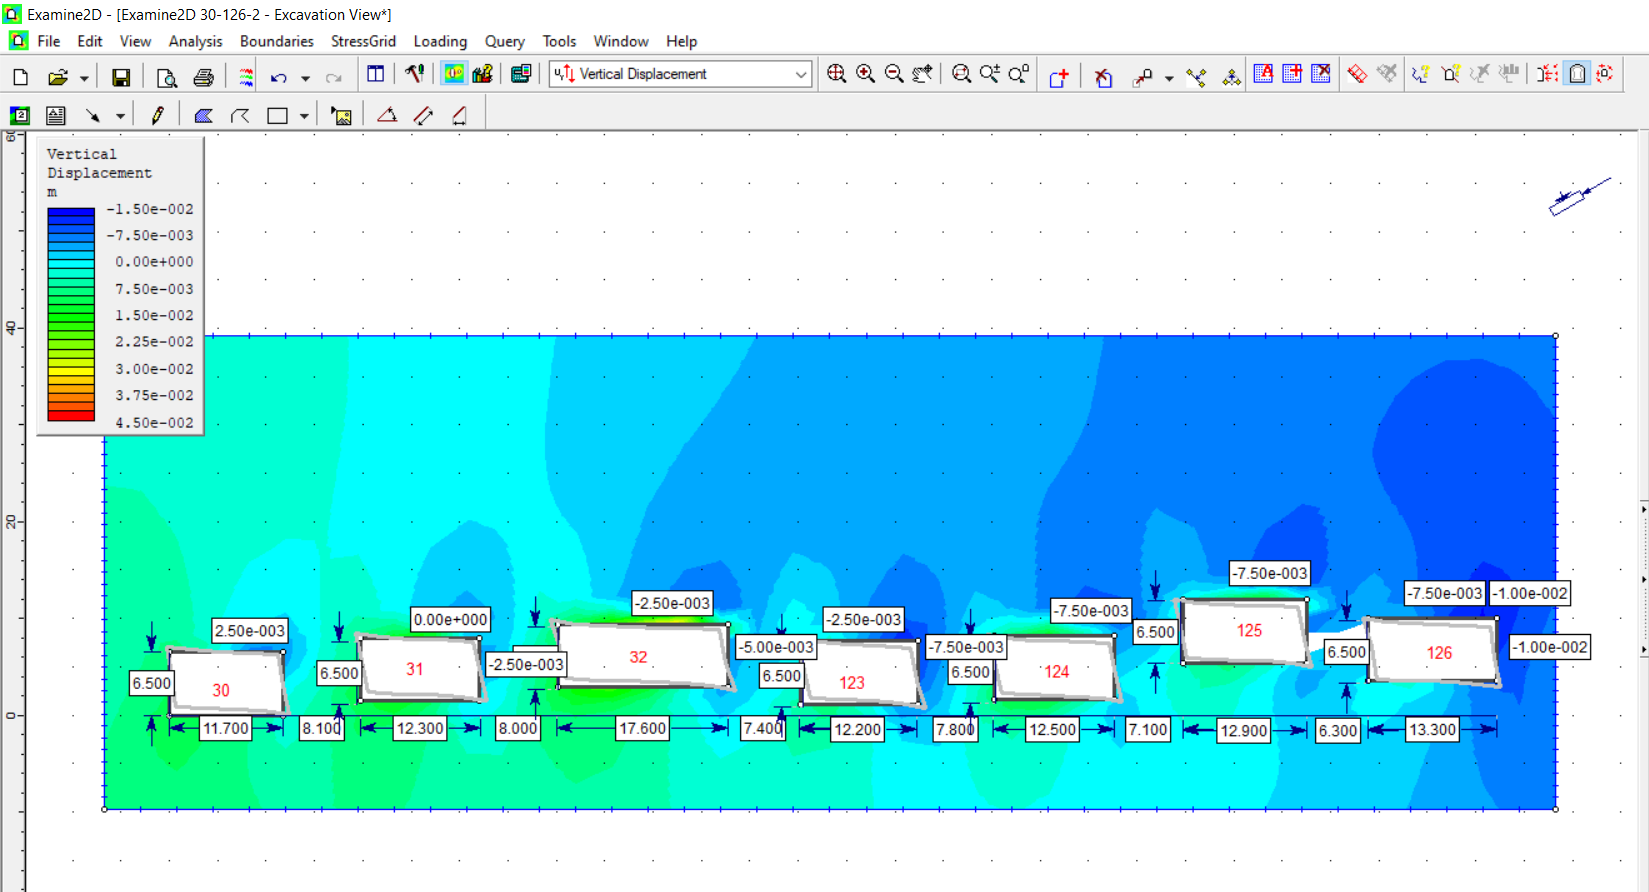 Examine2D - [Examine2D 30-126-2 - Excavation View*]
File Edit View Analysis Boundaries StressGrid Loading Query Tools Window Help
Vertical Displacement
Vertical
Displacement
m
-1.50e-002
-7.50e-003
0.00e+000
7.50e-003
1.50e-002
2.25e-002
3.00e-002
3.75e-002
4.50e-002
60
40
20
0
-7.50e-003
-7.50e-003 -1.00e-002
2.50e-003 0.00e+000 -2.50e-003 -2.50e-003 -7.50e-003
6.500 125 6.500 126 -1.00e-002
-2.50e-003 32 -5.00e-003 -7.50e-003
6.500 30 6.500 31 6.500 123 6.500 124
11.700 8.100 12.300 8.000 17.600 7.400 12.200 7.800 12.500 7.100 12.900 6.300 13.300